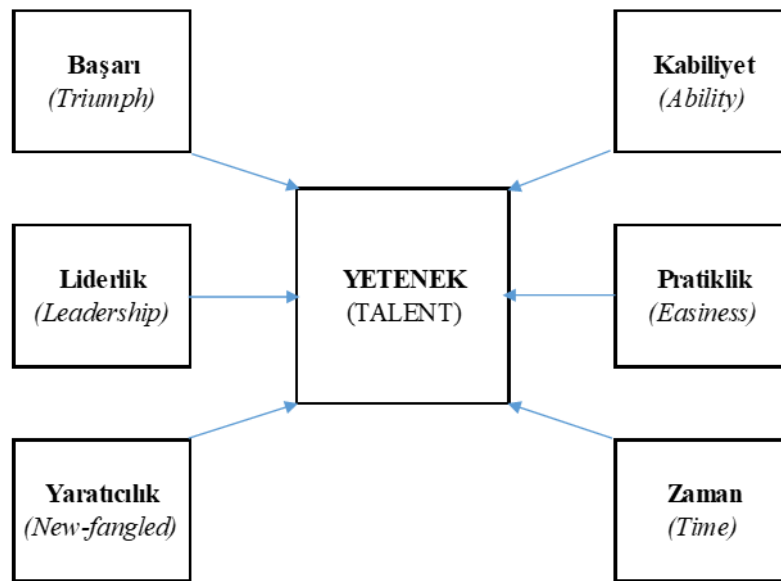 Başarı
(Triumph)
Kabiliyet
(Ability)
Liderlik
(Leadership)
YETENEK
(TALENT)
Pratiklik
(Easiness)
Yaratıcılık
(New-fangled)
Zaman
(Time)